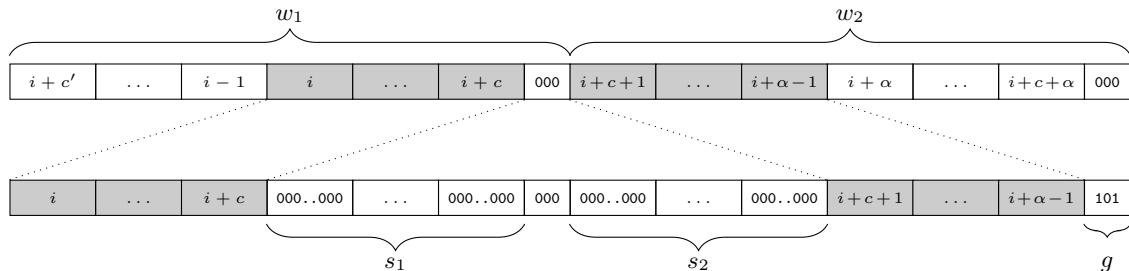 w₁ w₂
i + c′ ... i − 1 i ... i + c 000 i + c + 1 ... i + α − 1 i + α ... i + c + α 000
i ... i + c 000..000 ... 000..000 000 000..000 ... 000..000 i + c + 1 ... i + α − 1 101
s₁ s₂ g